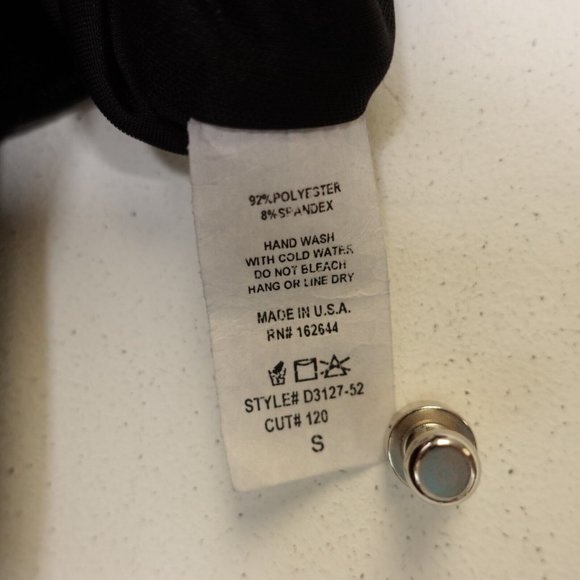 92% POLYESTER
8% SPANDEX
HAND WASH
WITH COLD WATER
DO NOT BLEACH
HANG OR LINE DRY
MADE IN U.S.A.
RN# 162644
STYLE# D3127-52
CUT# 120
S